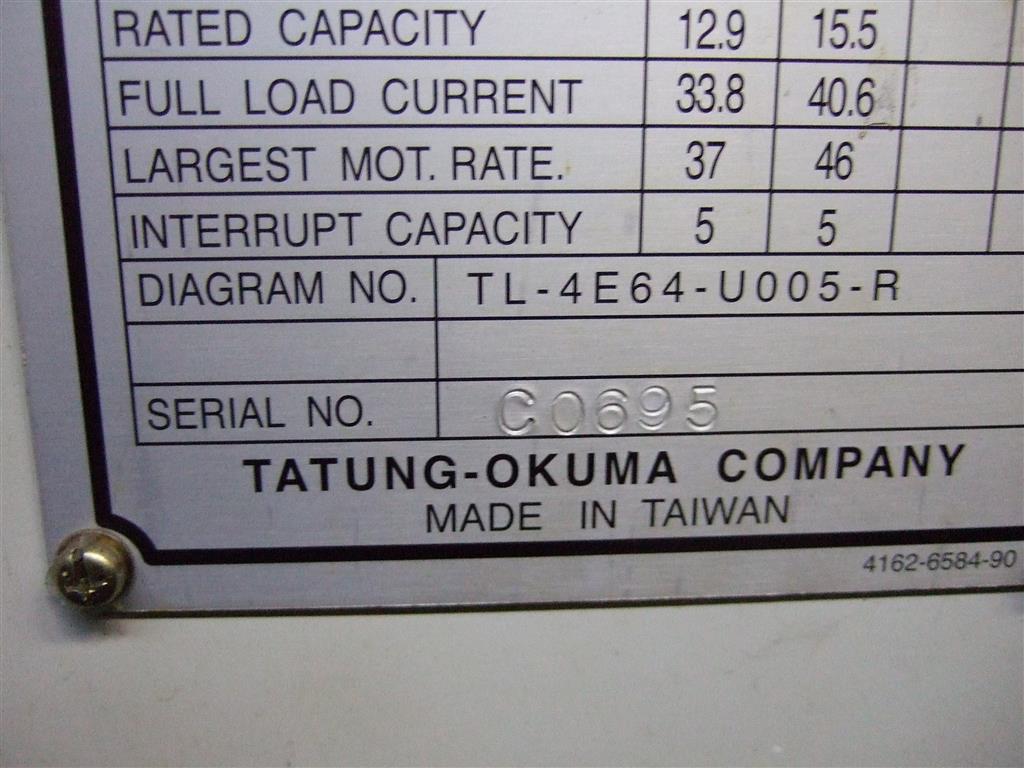 RATED CAPACITY 12.9 15.5
FULL LOAD CURRENT 33.8 40.6
LARGEST MOT. RATE. 37 46
INTERRUPT CAPACITY 5 5
DIAGRAM NO. TL-4E64-U005-R
SERIAL NO. C0695
TATUNG-OKUMA COMPANY
MADE IN TAIWAN
4162-6584-90